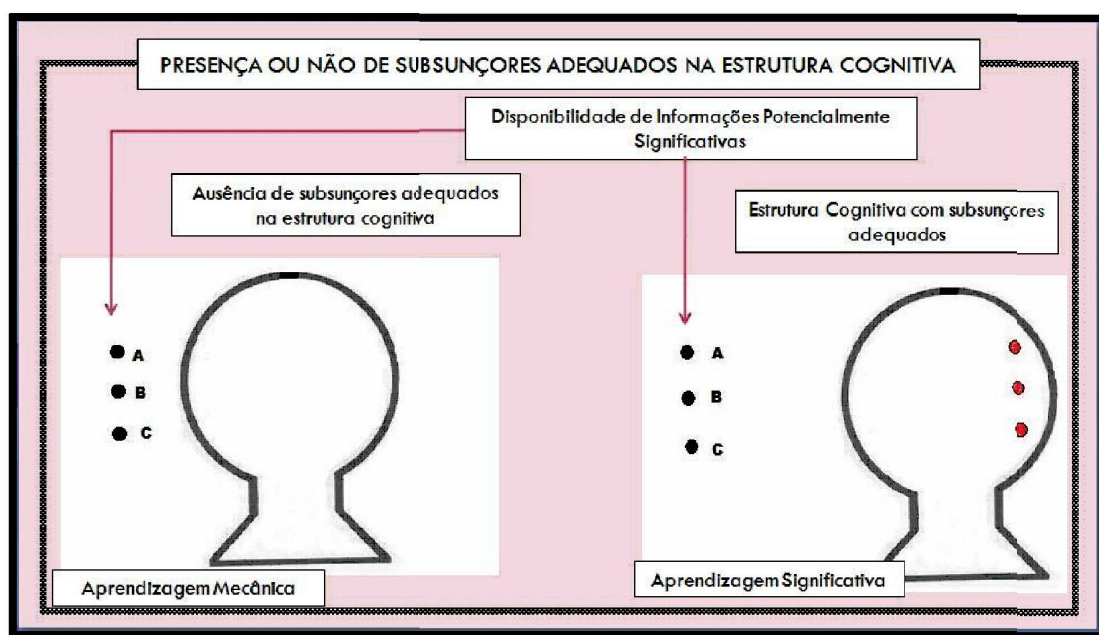 PRESENÇA OU NÃO DE SUBSUNÇORES ADEQUADOS NA ESTRUTURA COGNITIVA
Disponibilidade de Informações Potencialmente
Significativas
Ausência de subsunçores adequados
na estrutura cognitiva
Estrutura Cognitiva com subsunçores
adequados
A
B
C
A
B
C
Aprendizagem Mecânica
Aprendizagem Significativa